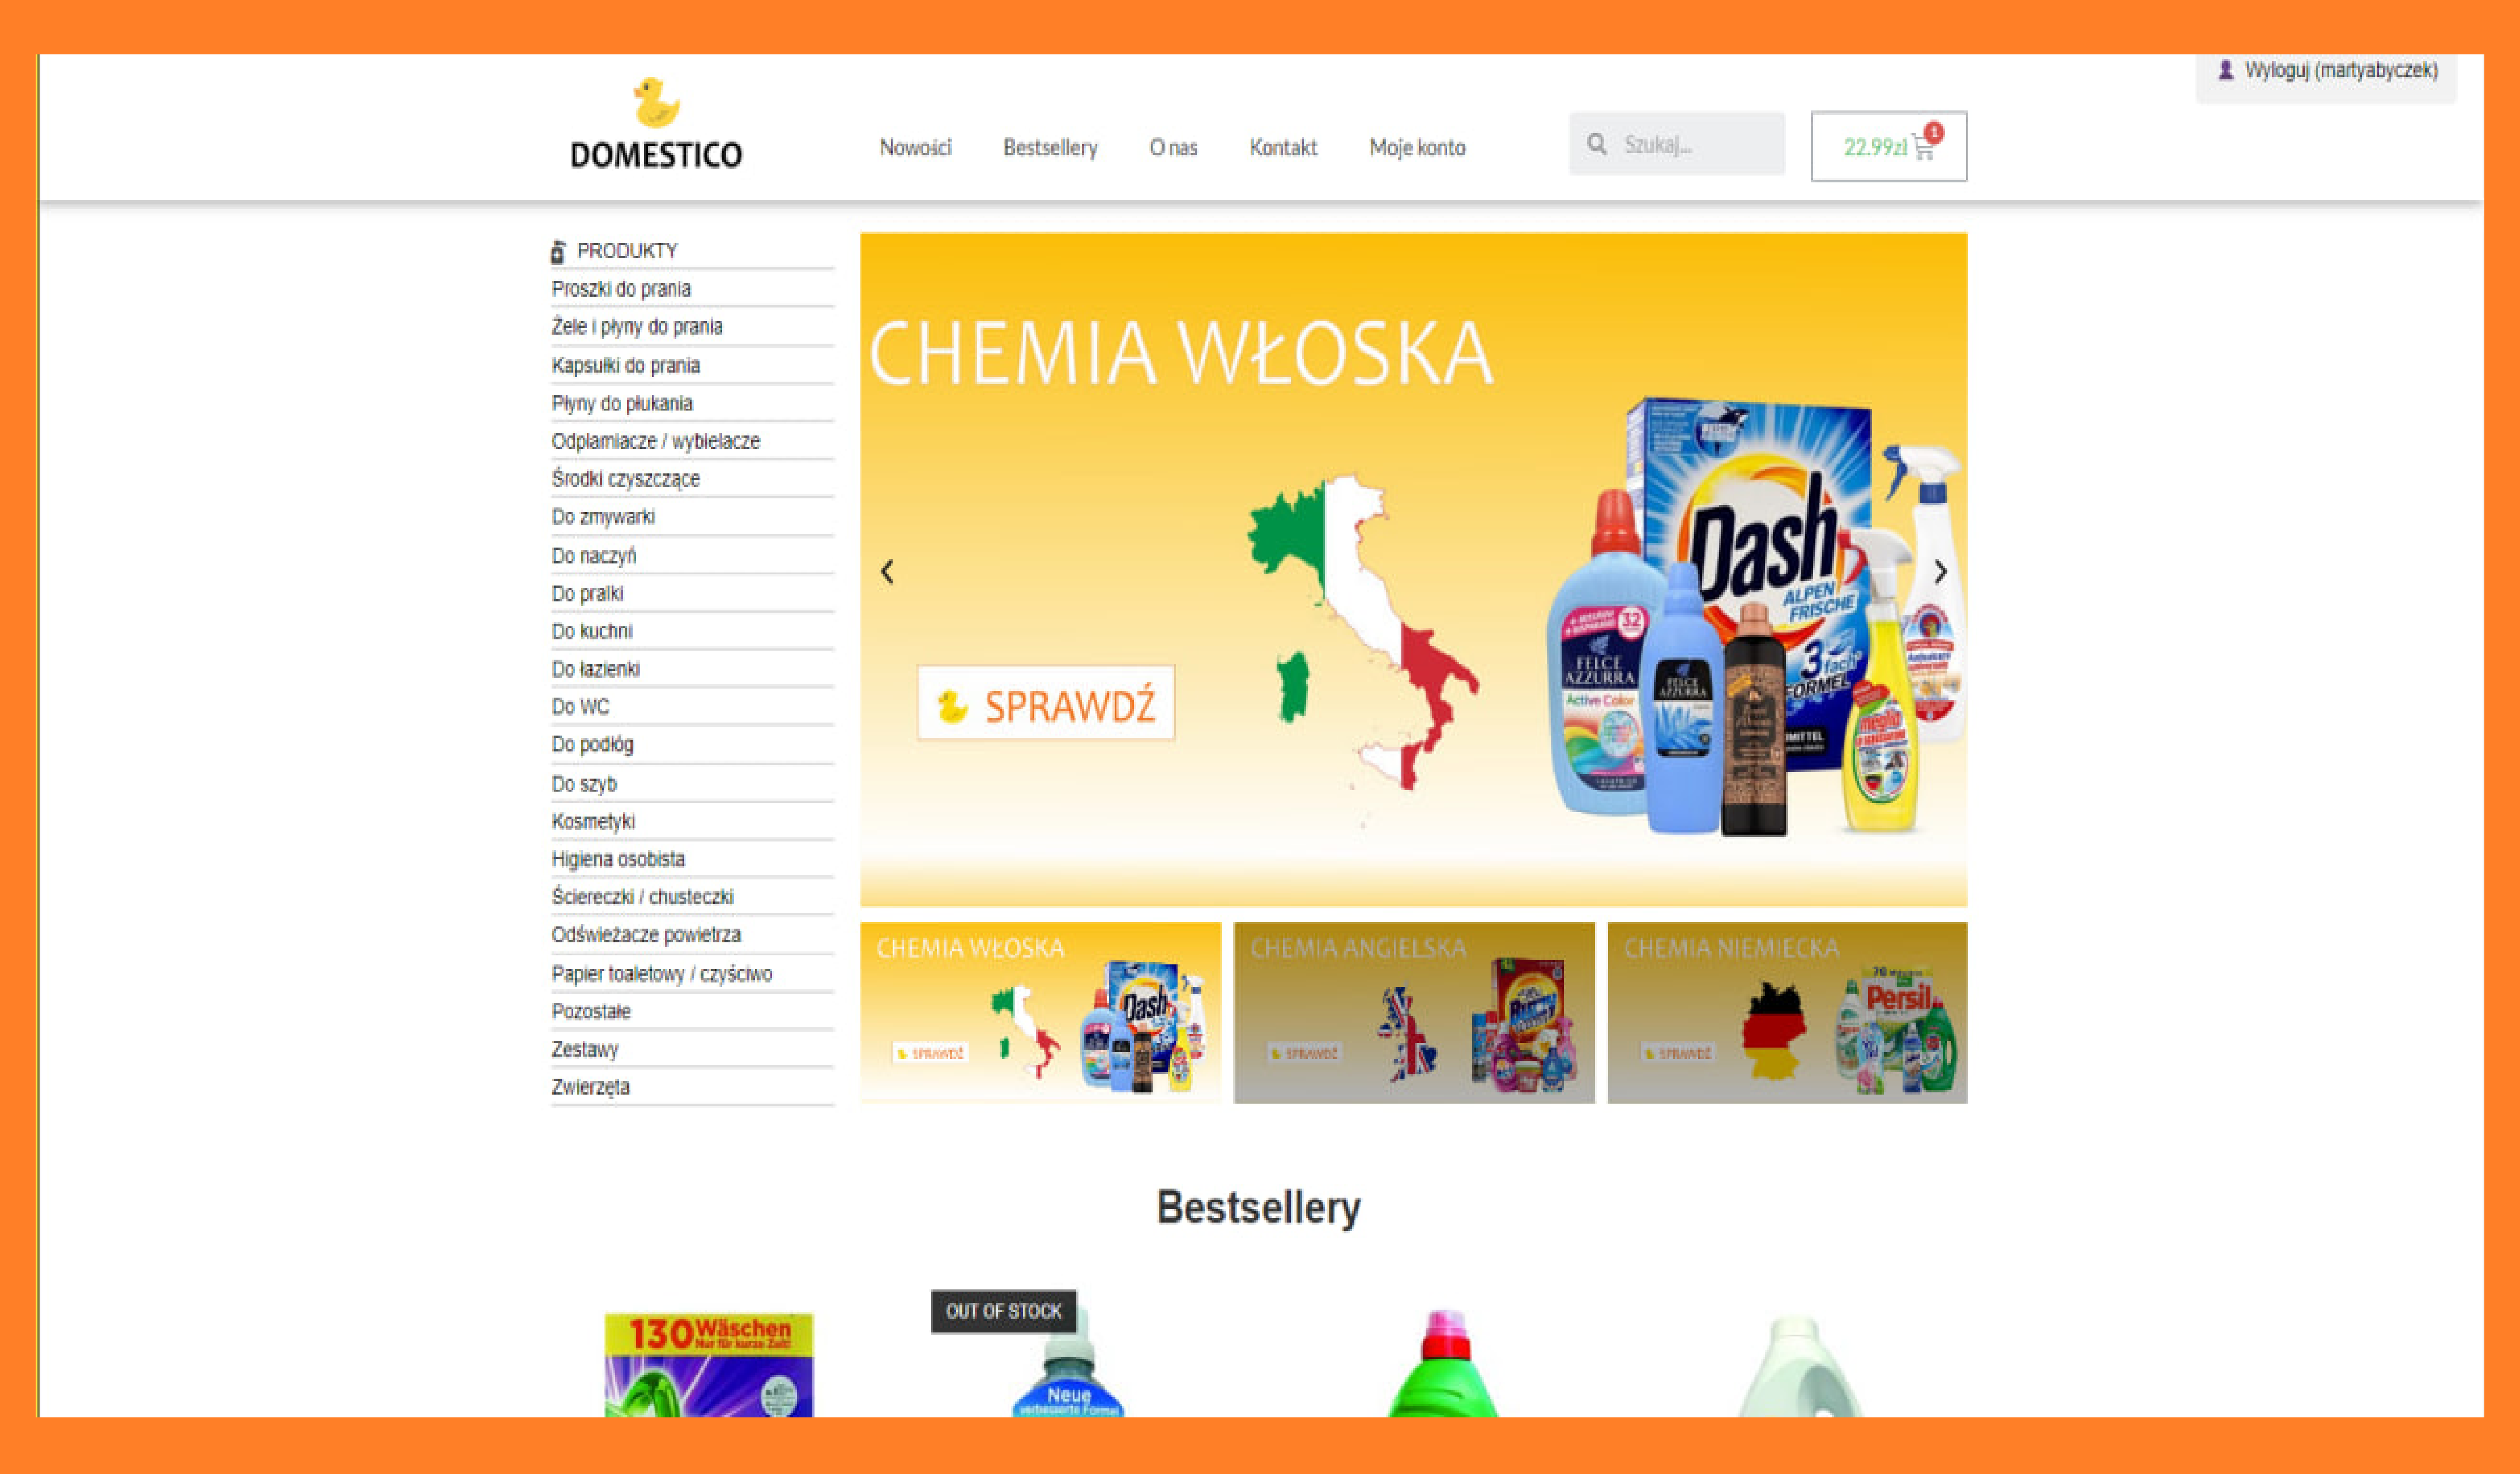 Wyloguj (martyabyczek)
DOMESTICO
Nowości Bestsellery O nas Kontakt Moje konto
Szukaj...
22.99zł 1
PRODUKTY
Proszki do prania
Żele i płyny do prania
Kapsułki do prania
Płyny do płukania
Odplamiacze / wybielacze
Środki czyszczące
Do zmywarki
Do naczyń
Do pralki
Do kuchni
Do łazienki
Do WC
Do podłóg
Do szyb
Kosmetyki
Higiena osobista
Ściereczki / chusteczki
Odświeżacze powietrza
Papier toaletowy / czyściwo
Pozostałe
Zestawy
Zwierzęta
CHEMIA WŁOSKA
SPRAWDŹ
Dash
ALPEN
FRISCHE
3 fach
FORMEL
32
FELCE
AZZURRA
Active Color
FELCE
AZZURRA
meglio
CHEMIA WŁOSKA
SPRAWDŹ
Dash
CHEMIA ANGIELSKA
SPRAWDŹ
CHEMIA NIEMIECKA
SPRAWDŹ
Persil
Bestsellery
130 Wäschen
Nur für kurze Zeit!
OUT OF STOCK
Neue
verbesserte Formel